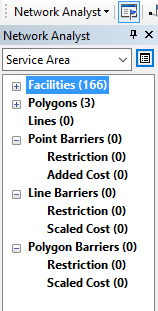 Network Analyst
Network Analyst
Service Area
Facilities (166)
Polygons (3)
Lines (0)
Point Barriers (0)
Restriction (0)
Added Cost (0)
Line Barriers (0)
Restriction (0)
Scaled Cost (0)
Polygon Barriers (0)
Restriction (0)
Scaled Cost (0)